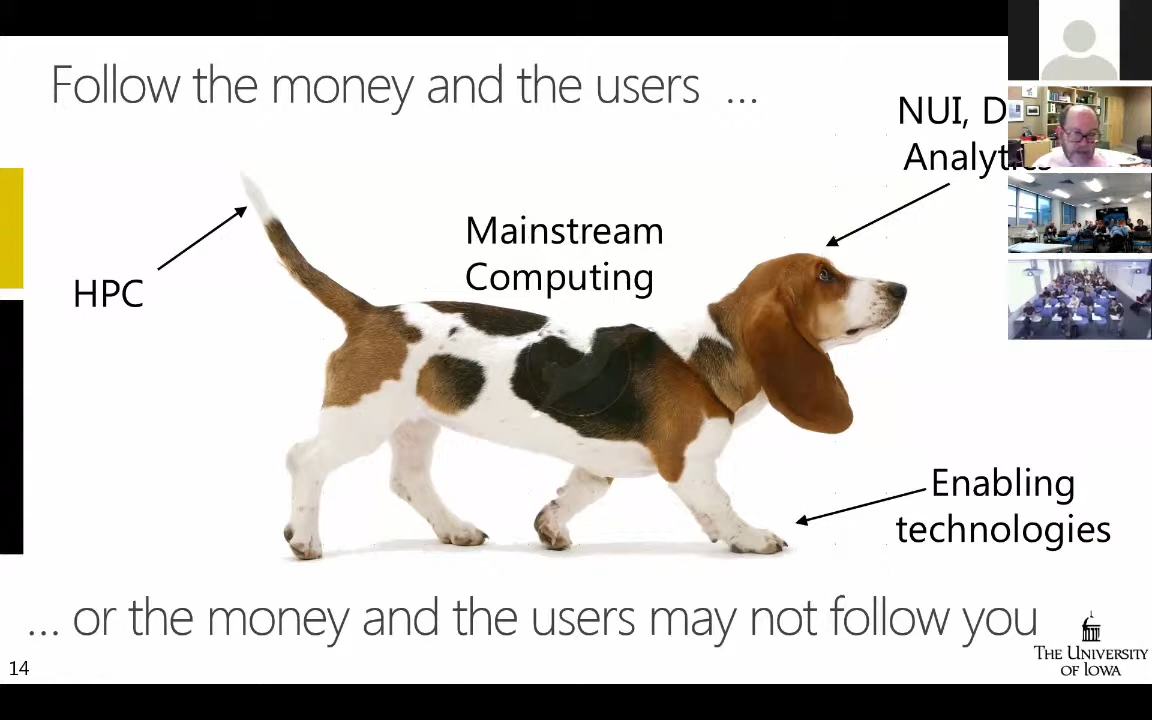 Follow the money and the users ...
NUI, D
Analyt
Mainstream
Computing
HPC
Enabling
technologies
... or the money and the users may not follow you
14
THE UNIVERSITY
OF IOWA